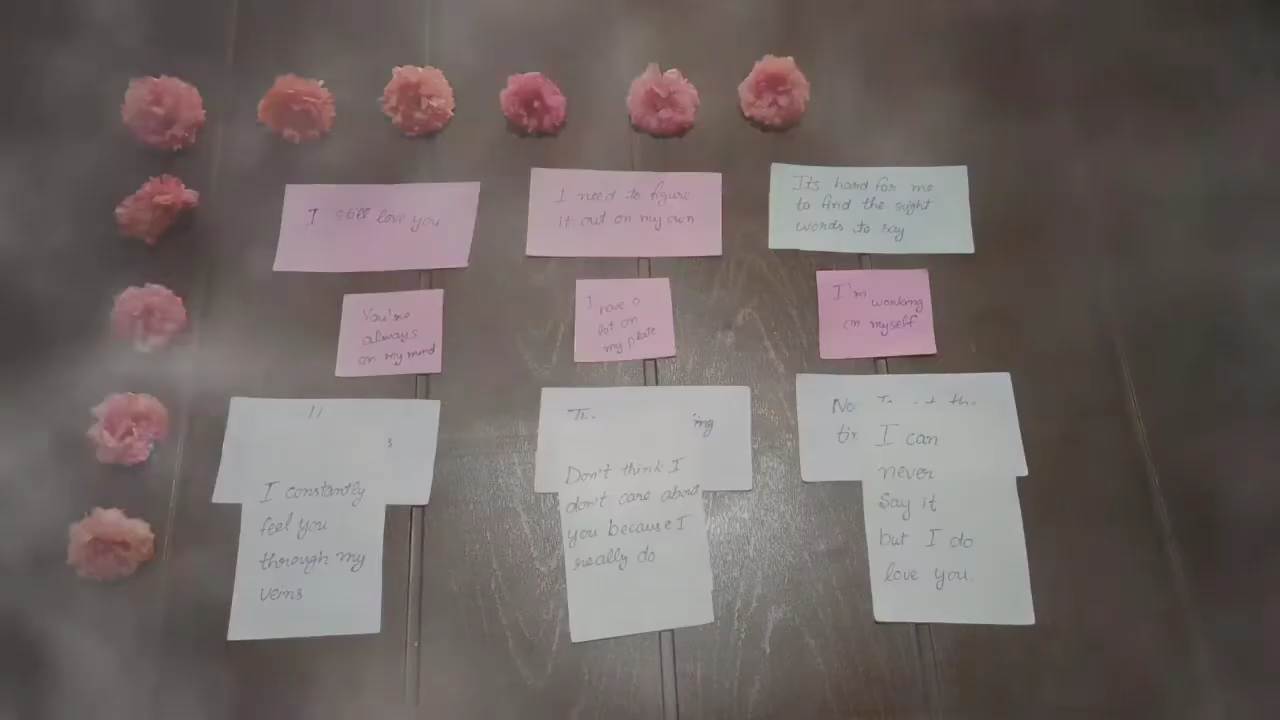 I still love you
I need to figure
it out on my own
Its hard for me
to find the right
words to say
You're
always
on my mind
I have a
lot on
my plate
I'm working
on myself
I constantly
feel you
through my
veins
ing
Don't think I
don't care about
you because I
really do
No
I can
never
say it
but I do
love you.